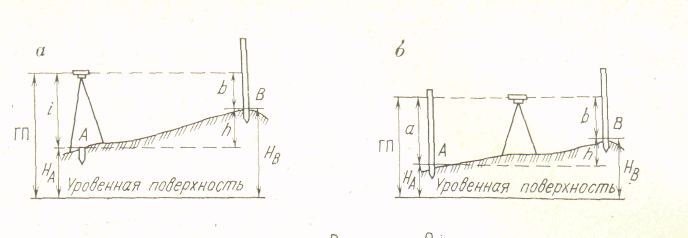 а
в
i
b
B
A
h
ГП
H_A
H_B
Уровенная поверхность
a
b
B
A
h
ГП
H_A
H_B
Уровенная поверхность